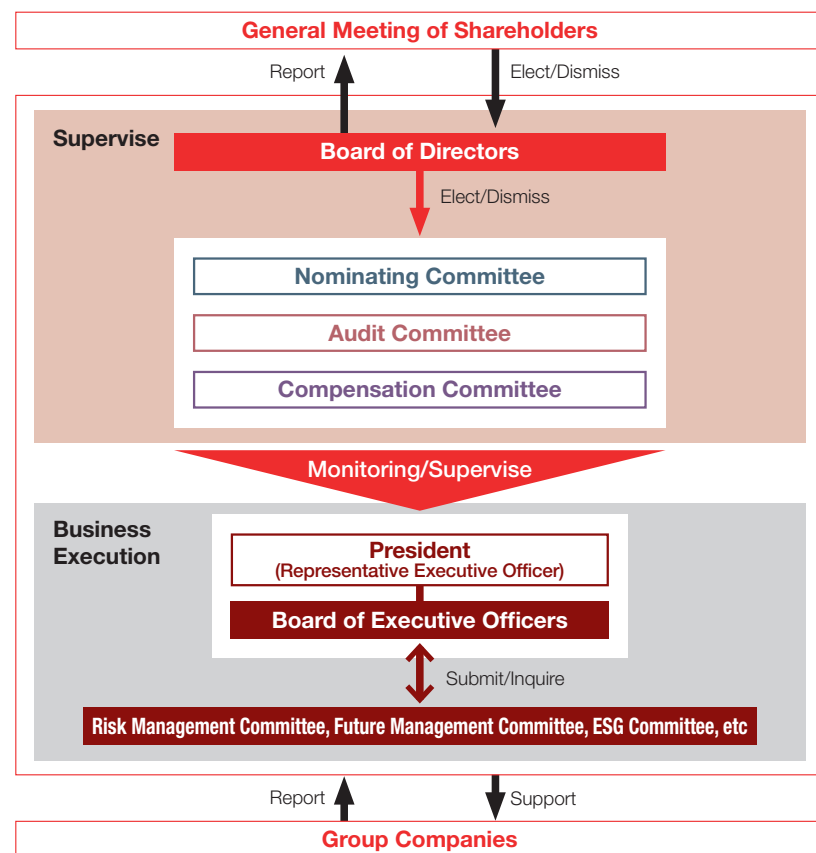 General Meeting of Shareholders
Report
Elect/Dismiss
Supervise
Board of Directors
Elect/Dismiss
Nominating Committee
Audit Committee
Compensation Committee
Monitoring/Supervise
Business
Execution
President
(Representative Executive Officer)
Board of Executive Officers
Submit/Inquire
Risk Management Committee, Future Management Committee, ESG Committee, etc
Report
Support
Group Companies